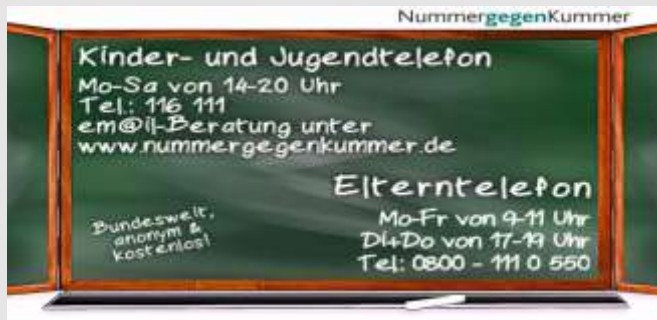 NummergegenKummer
Kinder- und Jugendtelefon
Mo-Sa von 14-20 Uhr
Tel.: 116 111
em@il-Beratung unter
www.nummergegenkummer.de
Elterntelefon
Mo-Fr von 9-11 Uhr
Di+Do von 17-19 Uhr
Tel: 0800 - 111 0 550
Bundesweit,
anonym &
kostenlos!